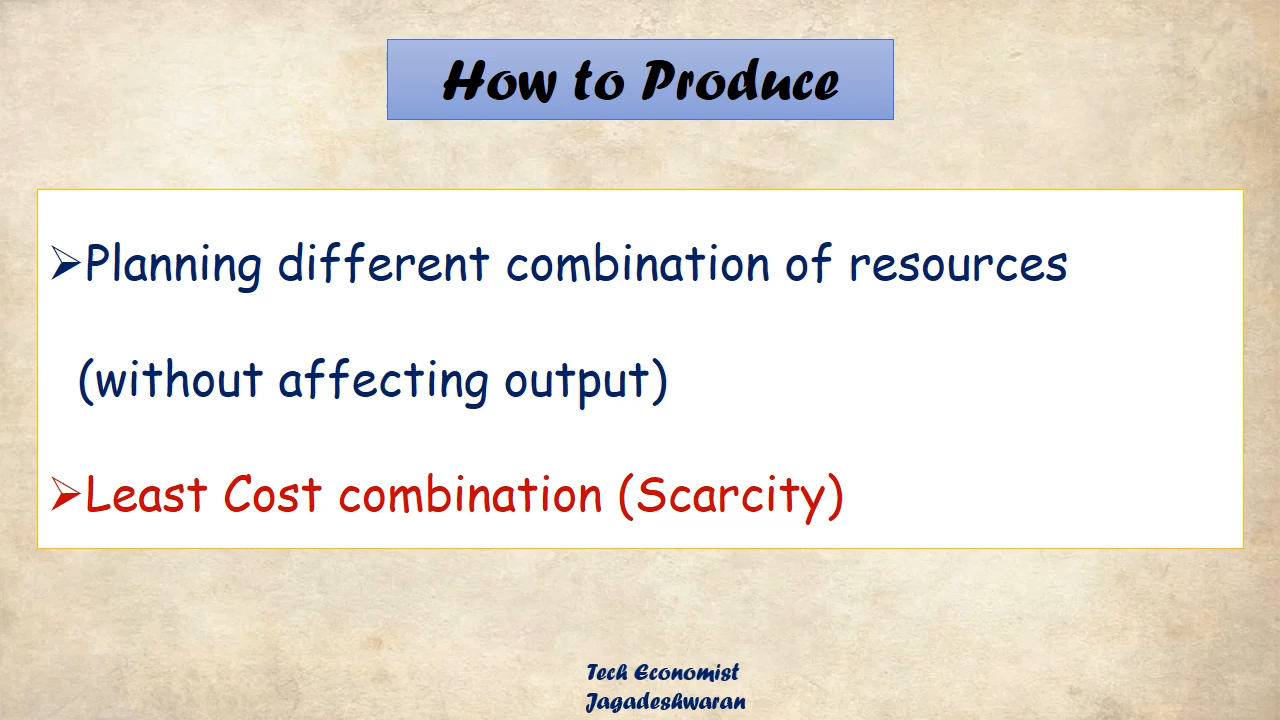 How to Produce
➢Planning different combination of resources
(without affecting output)
➢Least Cost combination (Scarcity)
Tech Economist
Jagadeshwaran